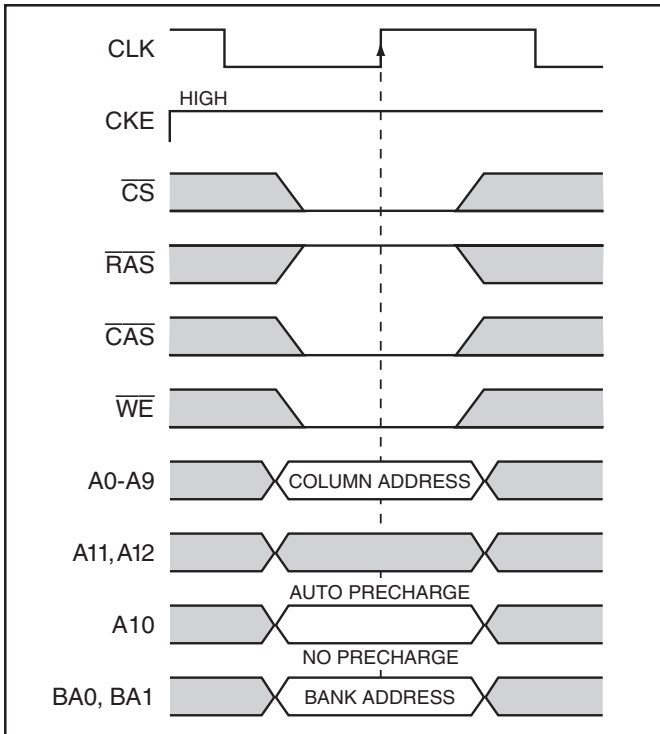 CLK
HIGH
CKE
CS
RAS
CAS
WE
A0-A9 COLUMN ADDRESS
A11, A12
AUTO PRECHARGE
A10
NO PRECHARGE
BA0, BA1 BANK ADDRESS